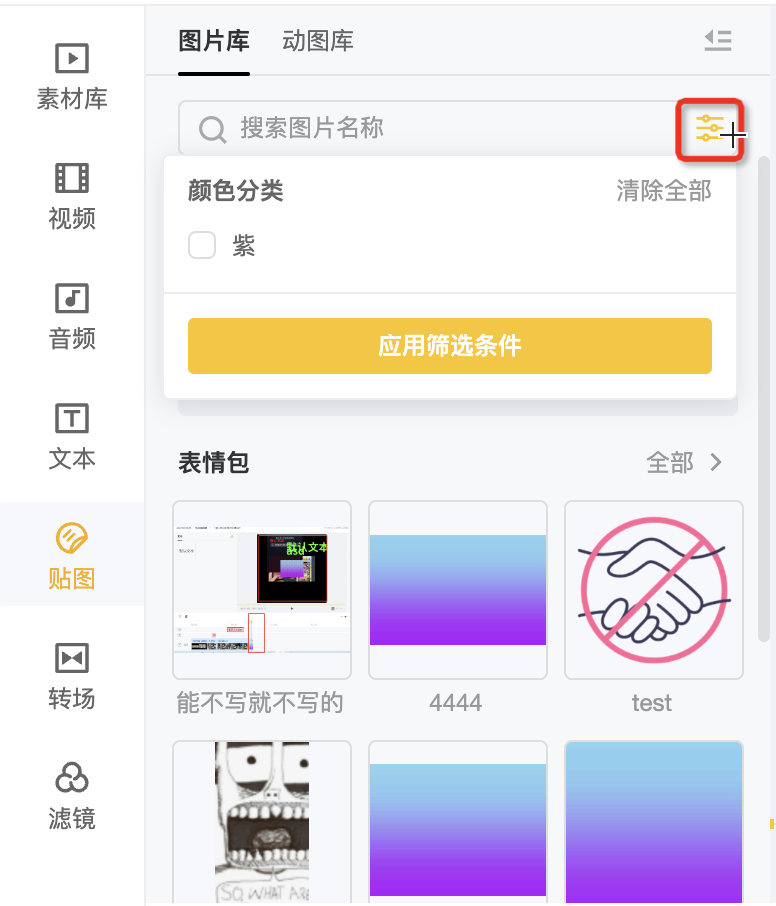 素材库
视频
音频
文本
贴图
转场
滤镜
图片库
动图库
搜索图片名称
颜色分类
清除全部
紫
应用筛选条件
表情包
全部
默认文本
能不写就不写的
4444
test
SO WHAT ARE